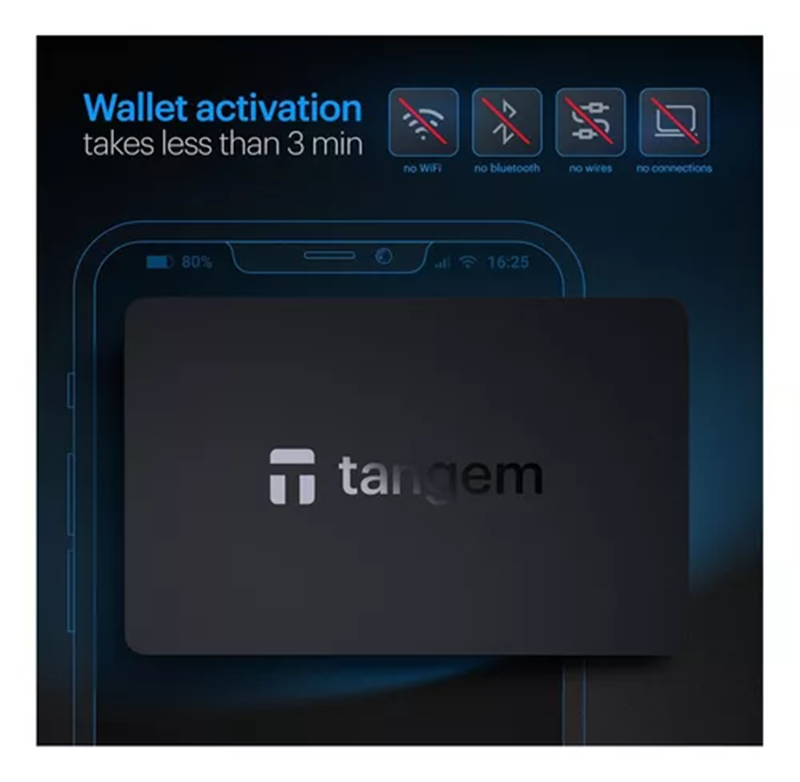 Wallet activation
takes less than 3 min
no WiFi
no bluetooth
no wires
no connections
80%
16:25
tangem